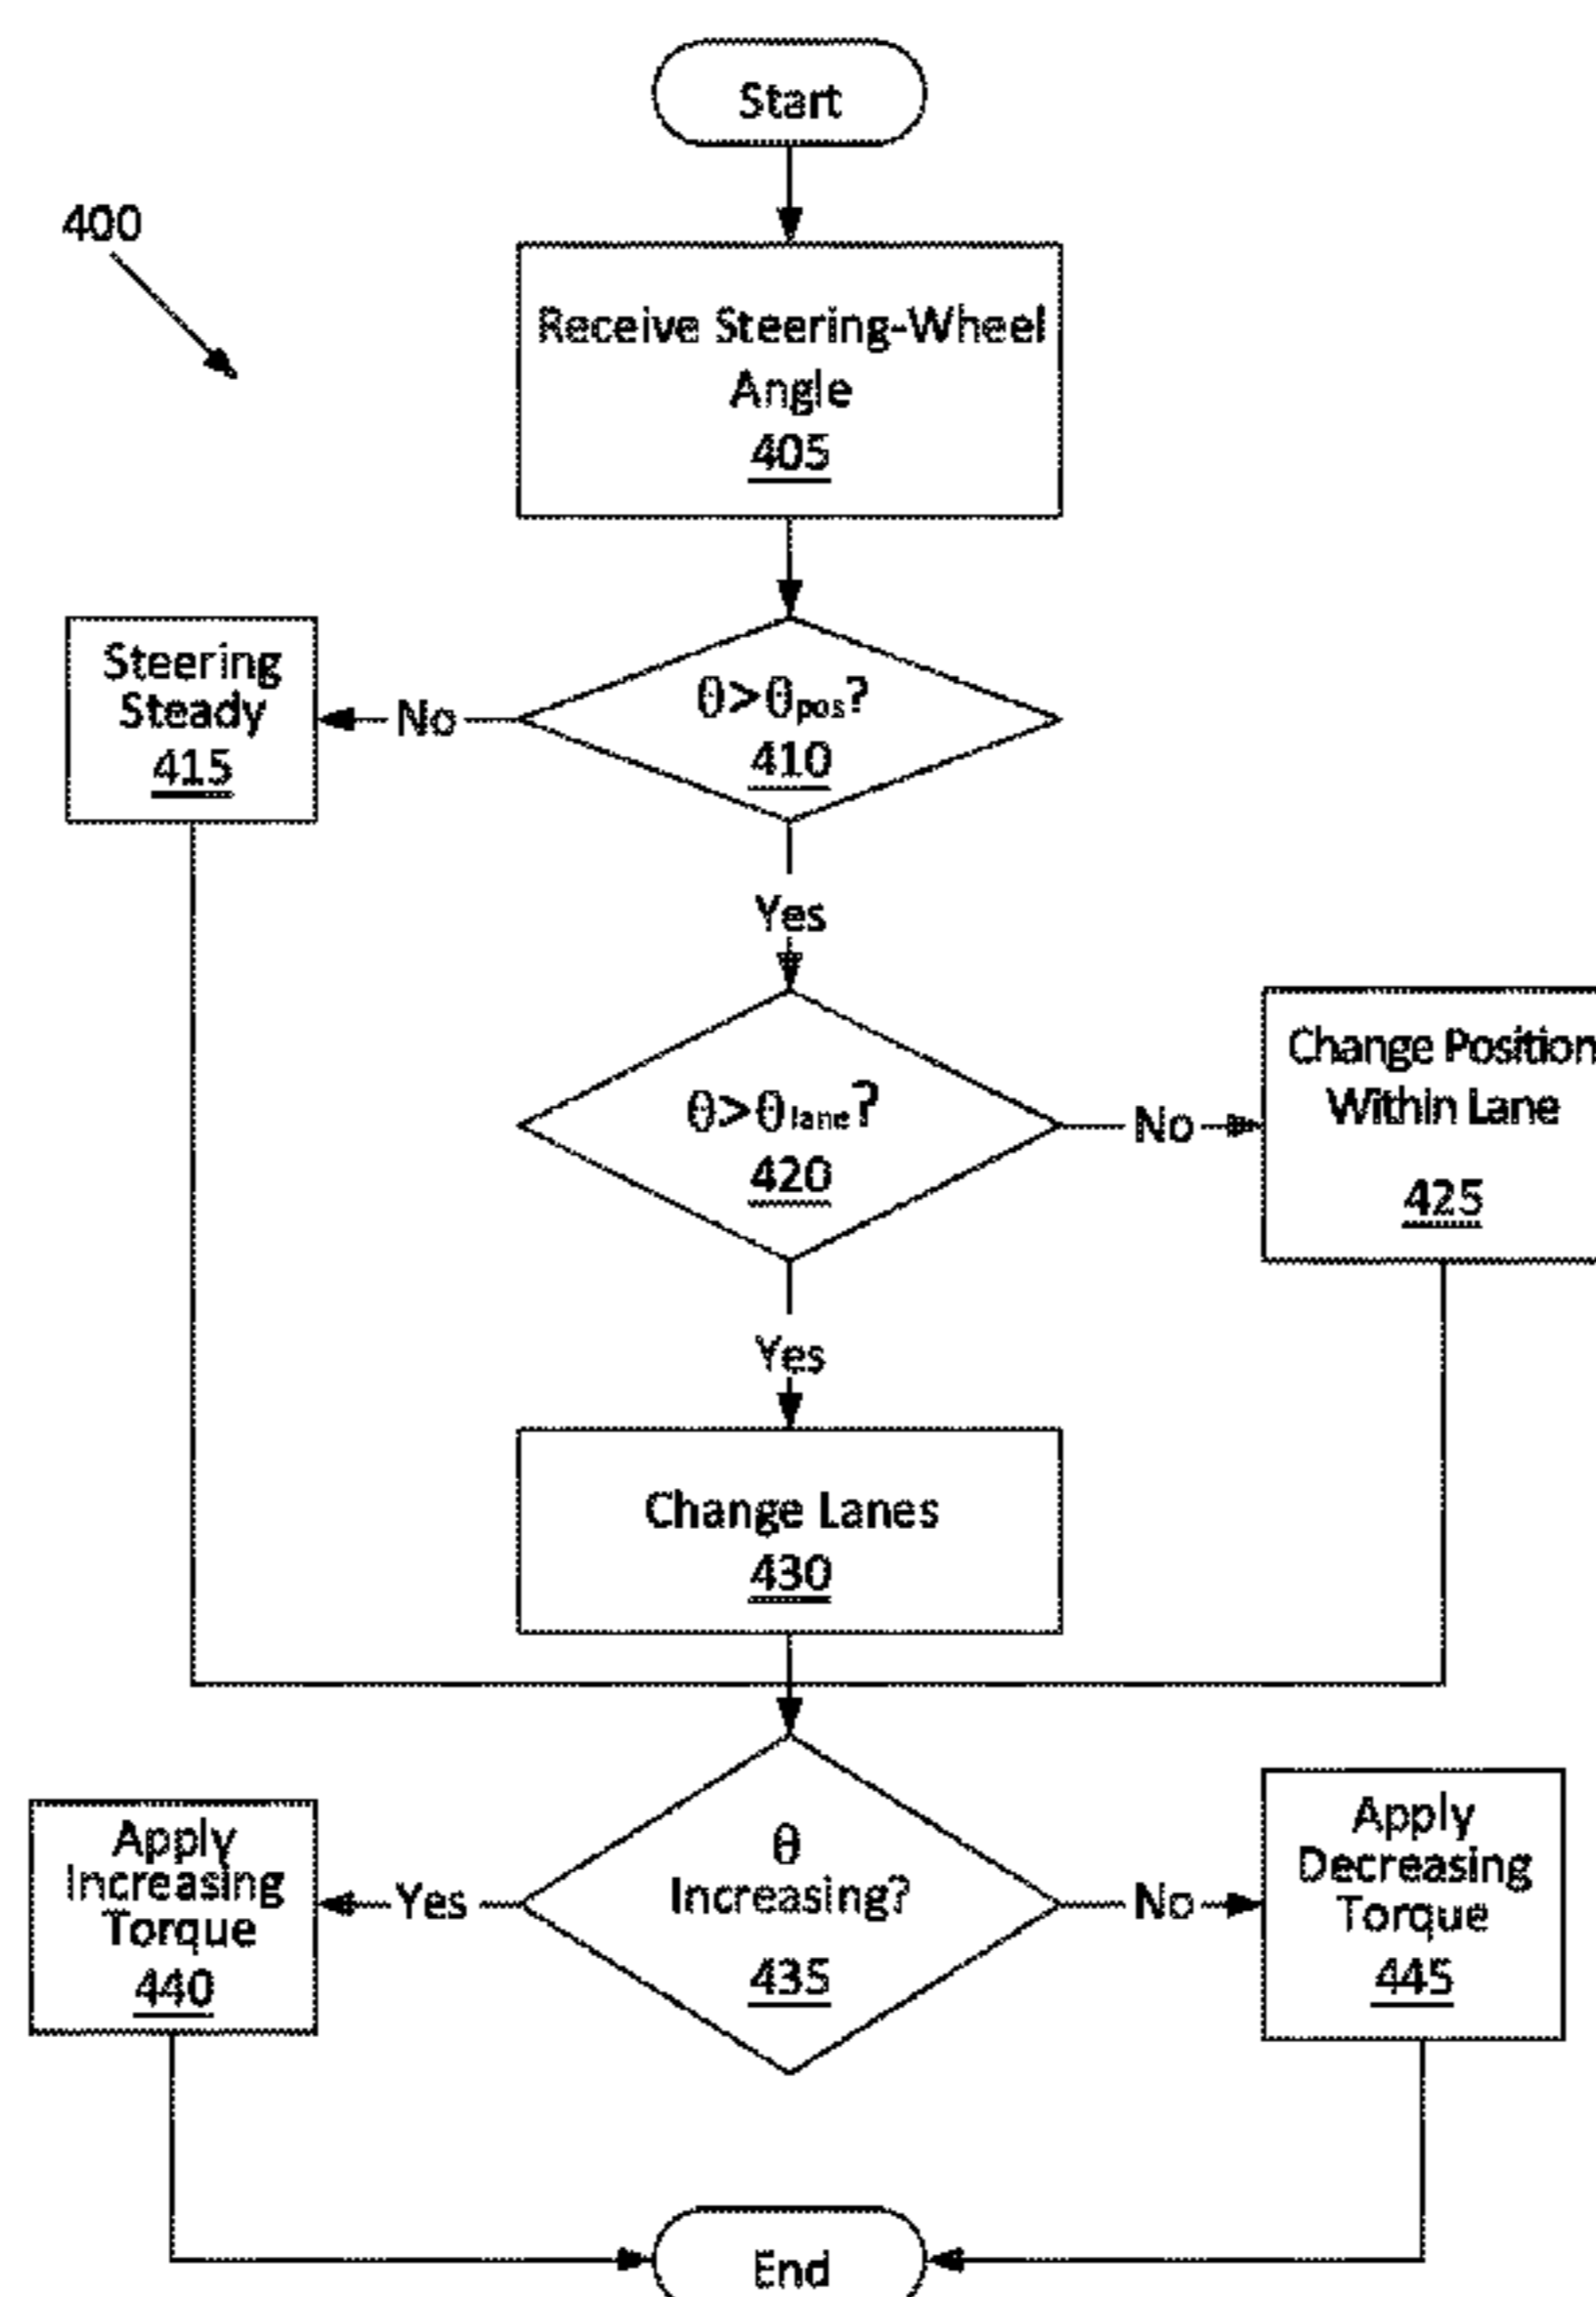 Start
400
Receive Steering-Wheel
Angle
405
Steering
Steady
415
No
θ>θpos?
410
Yes
θ>θlane?
420
No
Change Position
Within Lane
425
Yes
Change Lanes
430
Apply
Increasing
Torque
440
Yes
θ
Increasing?
435
No
Apply
Decreasing
Torque
445
End